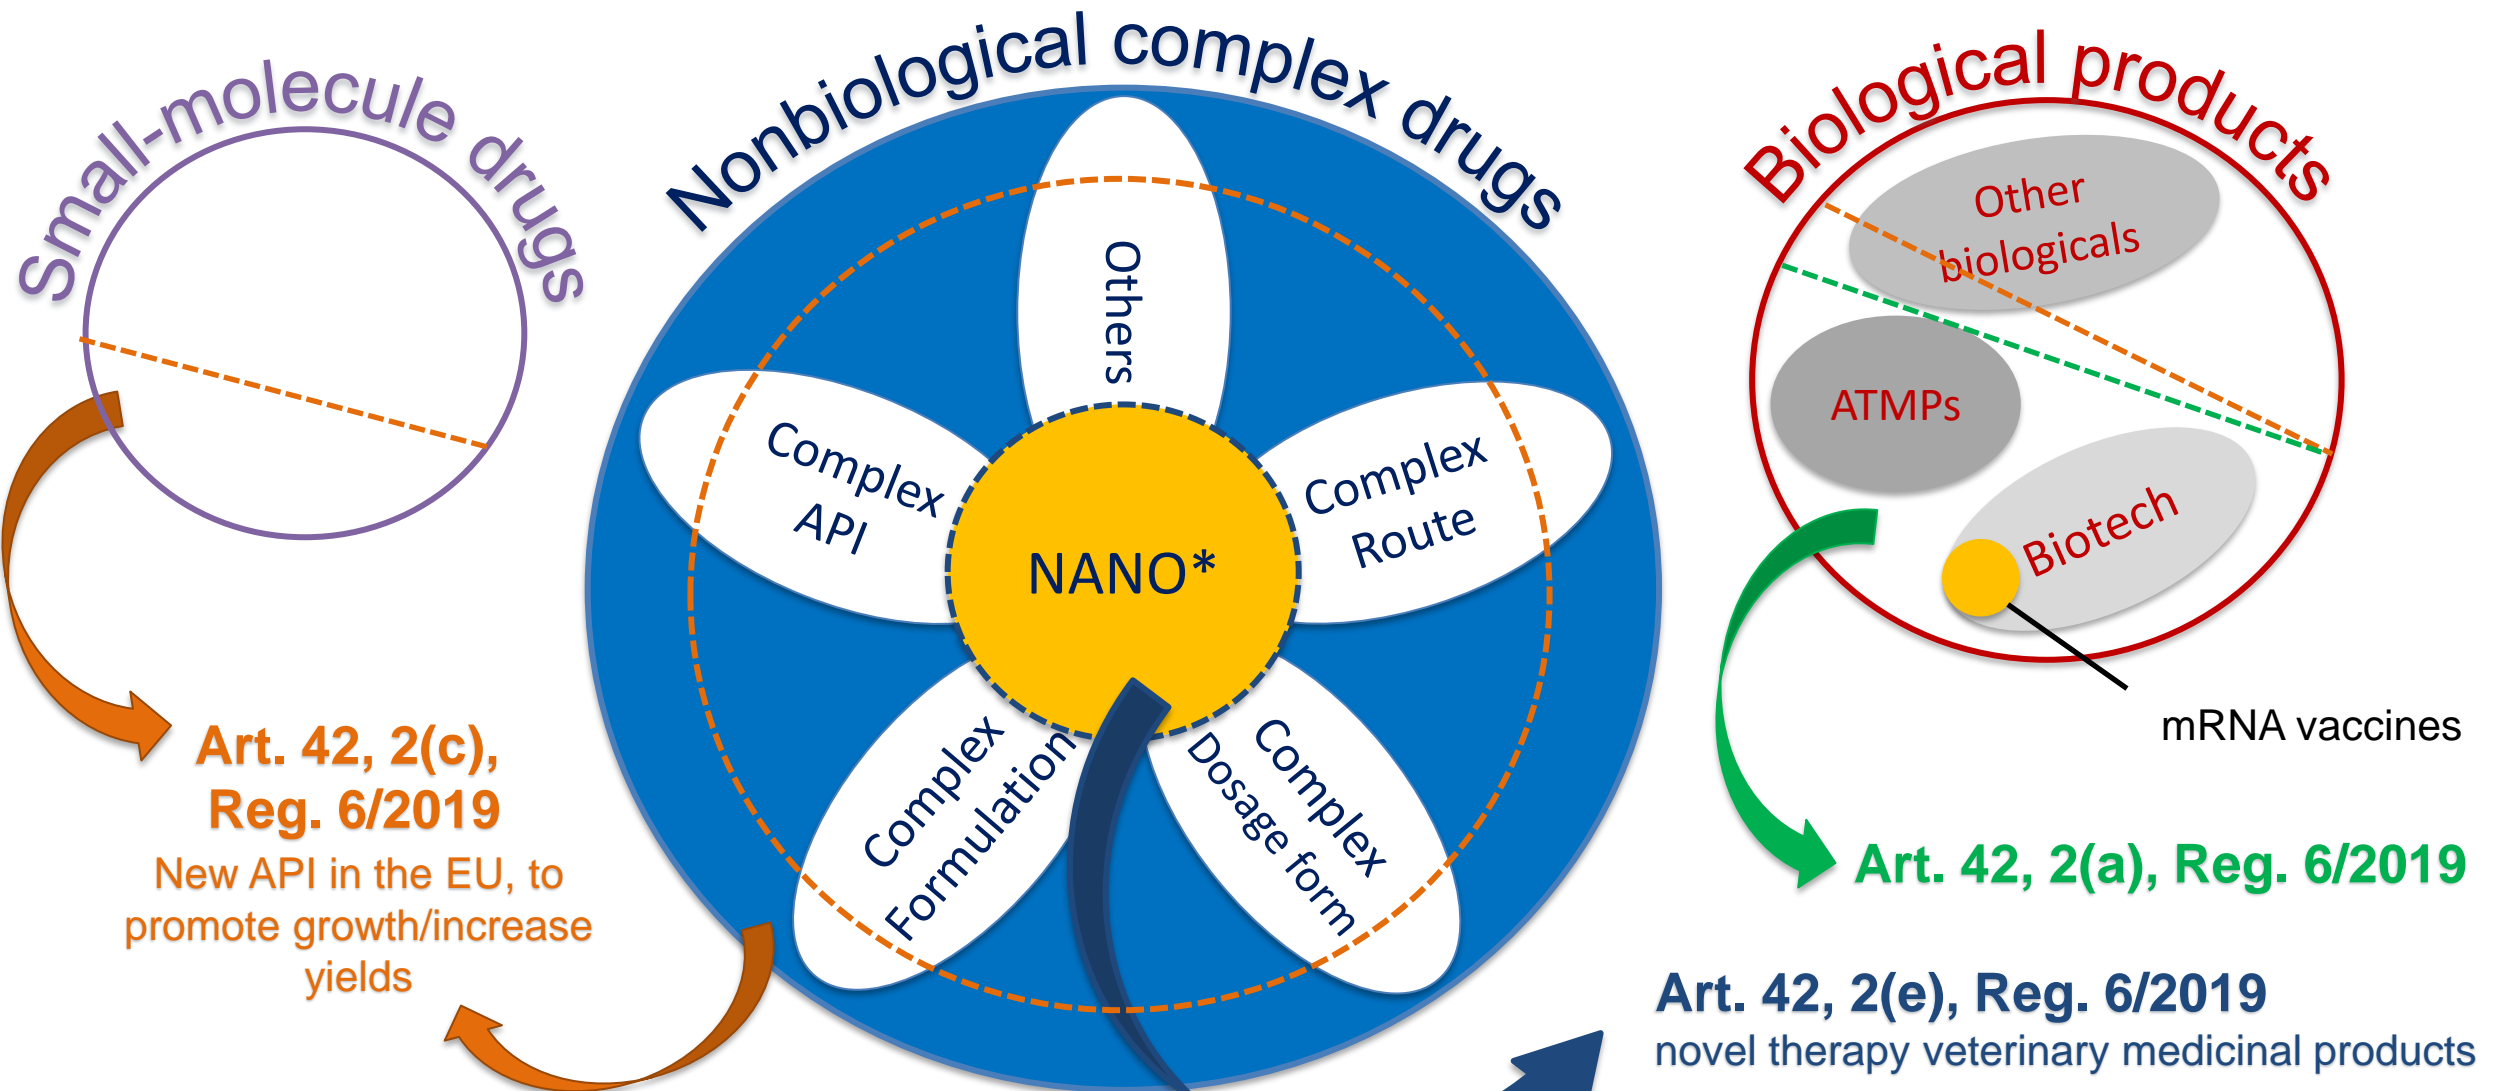 Small-molecule drugs
Nonbiological complex drugs
Biological products
Others
Complex
API
Complex
Route
NANO*
Complex
Formulation
Complex
Dosage form
Other
biologicals
ATMPs
Biotech
mRNA vaccines
Art. 42, 2(c),
Reg. 6/2019
New API in the EU, to
promote growth/increase
yields
Art. 42, 2(a), Reg. 6/2019
Art. 42, 2(e), Reg. 6/2019
novel therapy veterinary medicinal products